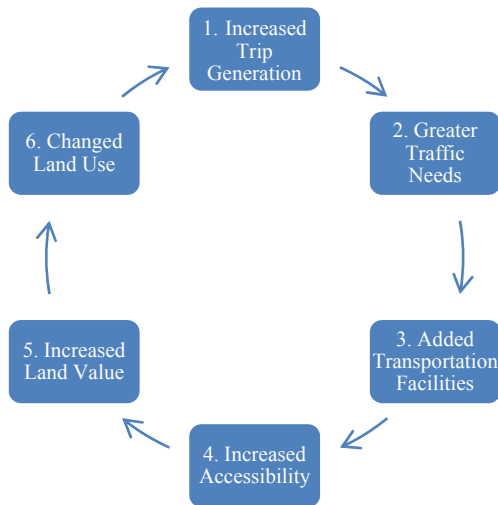 1. Increased
Trip
Generation
2. Greater
Traffic
Needs
3. Added
Transportation
Facilities
4. Increased
Accessibility
5. Increased
Land Value
6. Changed
Land Use